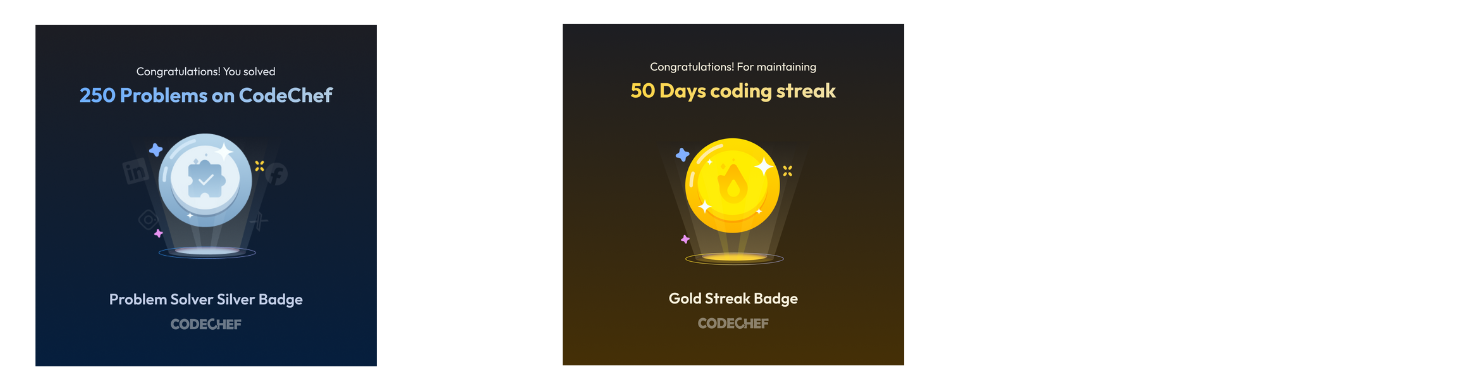 Congratulations! You solved
250 Problems on CodeChef
Problem Solver Silver Badge
CODECHEF
Congratulations! For maintaining
50 Days coding streak
Gold Streak Badge
CODECHEF